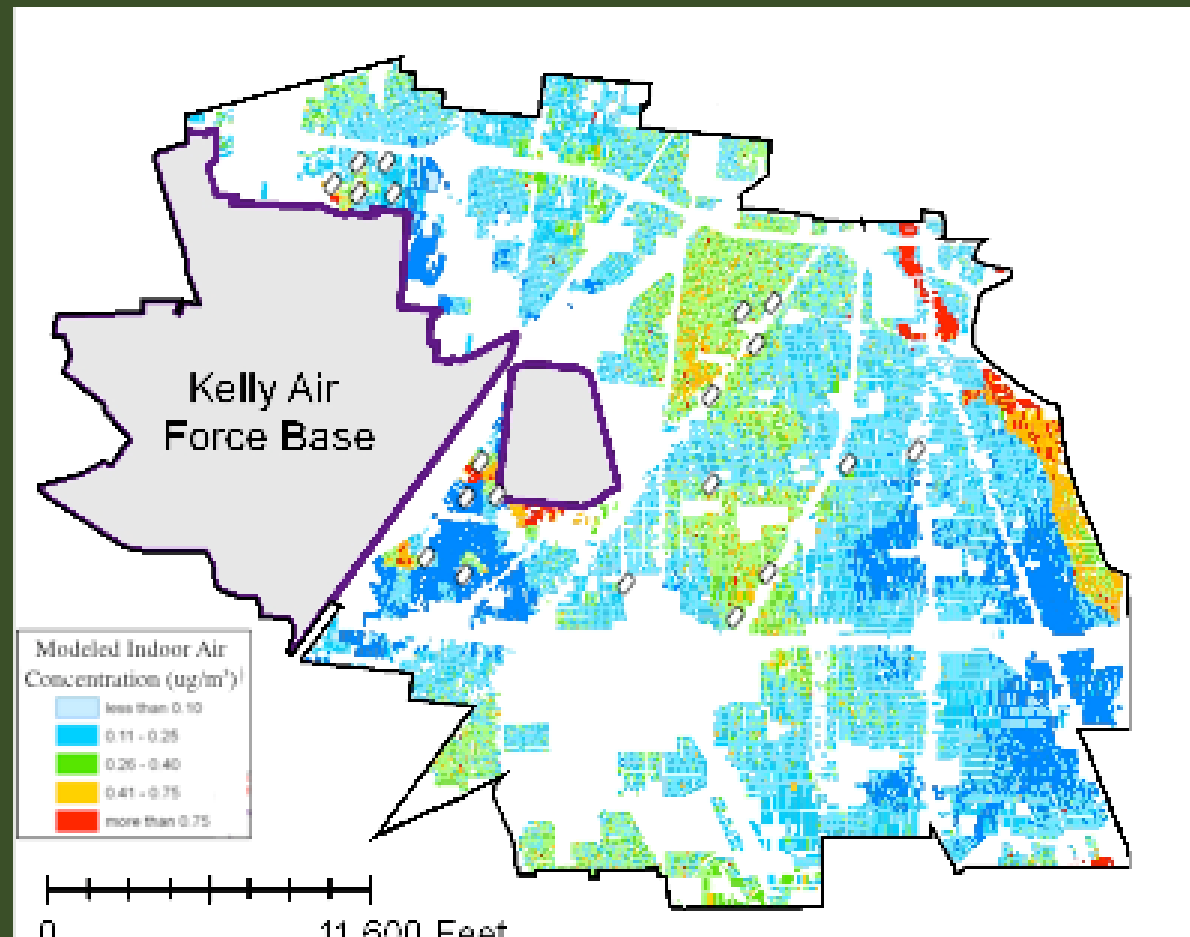 Kelly Air
Force Base
Modeled Indoor Air
Concentration (ug/m³)
less than 0.10
0.11 - 0.25
0.26 - 0.40
0.41 - 0.75
more than 0.75
0
11,600 Feet